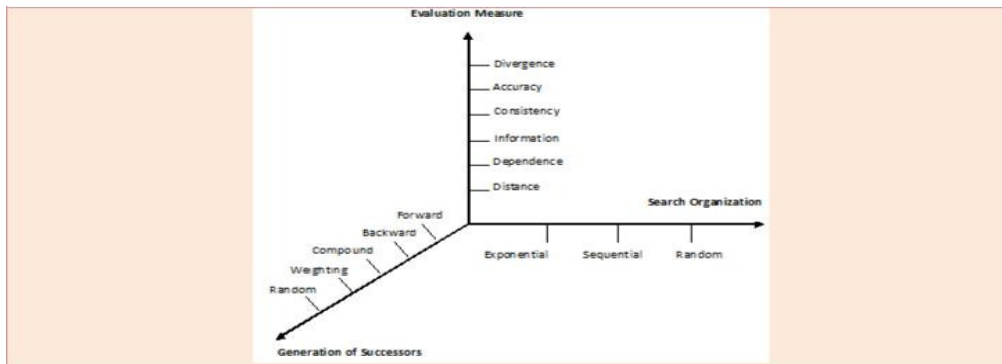 Evaluation Measure
Divergence
Accuracy
Consistency
Information
Dependence
Distance
Search Organization
Forward
Backward
Compound
Weighting
Random
Exponential Sequential Random
Generation of Successors